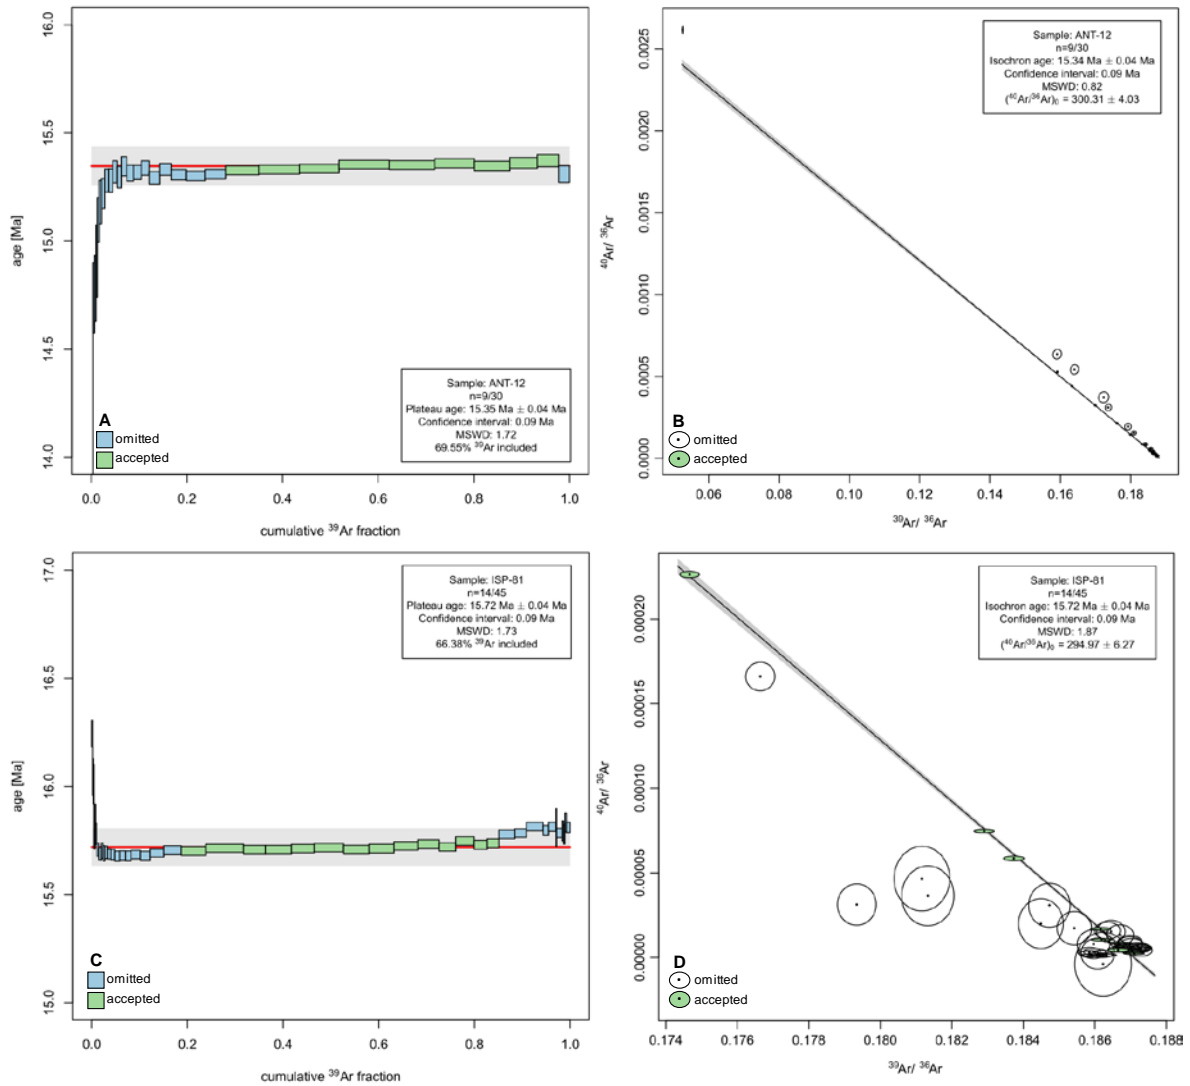 16.0
15.5
15.0
14.5
14.0
age [Ma]
Sample: ANT-12
n=9/30
Plateau age: 15.35 Ma ± 0.04 Ma
Confidence interval: 0.09 Ma
MSWD: 1.72
69.55% ³⁹Ar included
A
omitted
accepted
0.0 0.2 0.4 0.6 0.8 1.0
cumulative ³⁹Ar fraction
0.0025
0.0020
0.0015
0.0010
0.0005
0.0000
⁴⁰Ar/ ³⁶Ar
Sample: ANT-12
n=9/30
Isochron age: 15.34 Ma ± 0.04 Ma
Confidence interval: 0.09 Ma
MSWD: 0.82
(⁴⁰Ar/³⁶Ar)₀ = 300.31 ± 4.03
B
omitted
accepted
0.06 0.08 0.10 0.12 0.14 0.16 0.18
³⁹Ar/ ³⁶Ar
17.0
16.5
16.0
15.5
15.0
age [Ma]
Sample: ISP-81
n=14/45
Plateau age: 15.72 Ma ± 0.04 Ma
Confidence interval: 0.09 Ma
MSWD: 1.73
66.38% ³⁹Ar included
C
omitted
accepted
0.0 0.2 0.4 0.6 0.8 1.0
cumulative ³⁹Ar fraction
0.00020
0.00015
0.00010
0.00005
0.00000
⁴⁰Ar/ ³⁶Ar
Sample: ISP-81
n=14/45
Isochron age: 15.72 Ma ± 0.04 Ma
Confidence interval: 0.09 Ma
MSWD: 1.87
(⁴⁰Ar/³⁶Ar)₀ = 294.97 ± 6.27
D
omitted
accepted
0.174 0.176 0.178 0.180 0.182 0.184 0.186 0.188
³⁹Ar/ ³⁶Ar